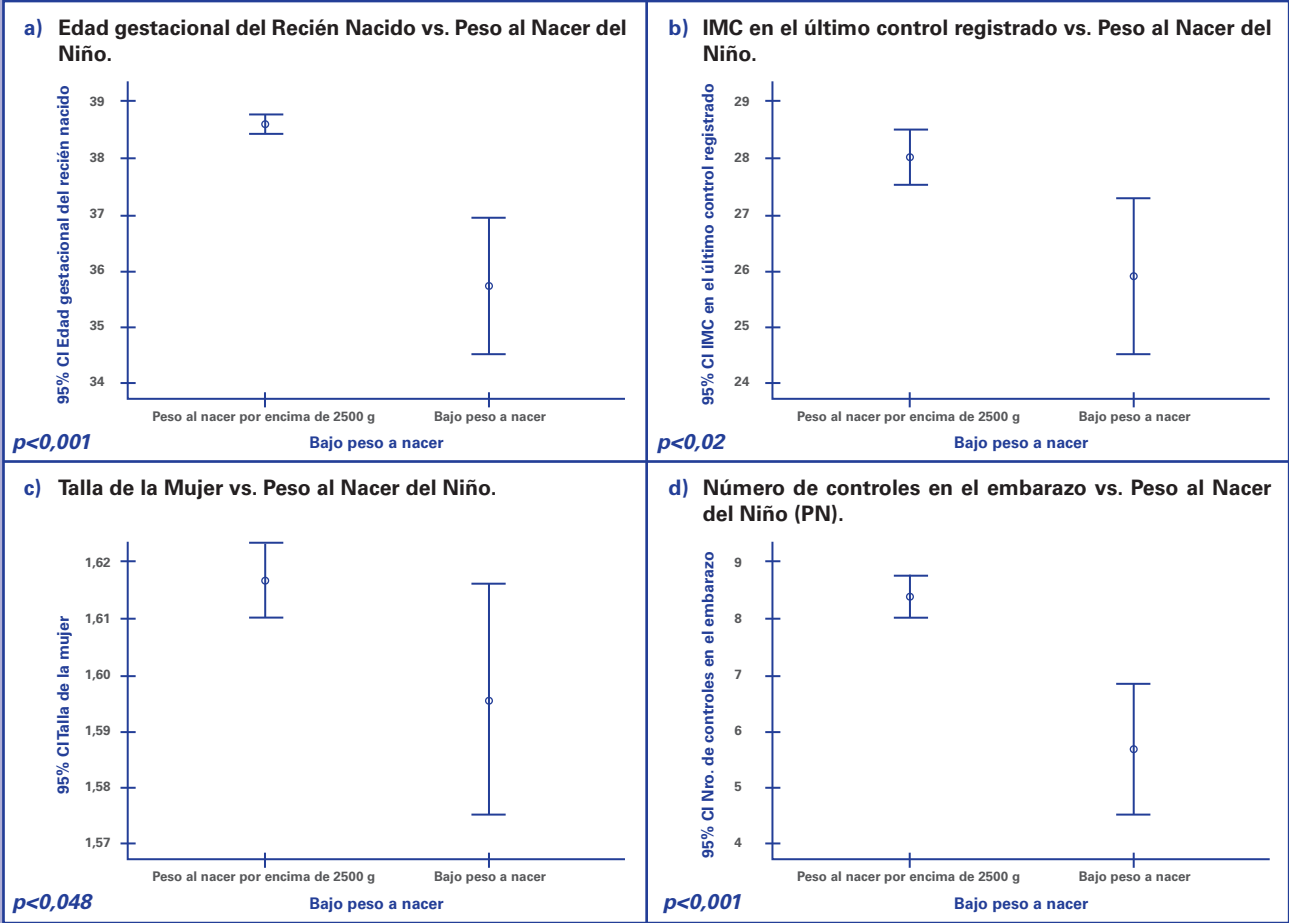 a) Edad gestacional del Recién Nacido vs. Peso al Nacer del
Niño.
95% CI Edad gestacional del recién nacido
39
38
37
36
35
34
Peso al nacer por encima de 2500 g
Bajo peso a nacer
p<0,001
Bajo peso a nacer
b) IMC en el último control registrado vs. Peso al Nacer del
Niño.
95% CI IMC en el último control registrado
29
28
27
26
25
24
Peso al nacer por encima de 2500 g
Bajo peso a nacer
p<0,02
Bajo peso a nacer
c) Talla de la Mujer vs. Peso al Nacer del Niño.
95% CI Talla de la mujer
1,62
1,61
1,60
1,59
1,58
1,57
Peso al nacer por encima de 2500 g
Bajo peso a nacer
p<0,048
Bajo peso a nacer
d) Número de controles en el embarazo vs. Peso al Nacer
del Niño (PN).
95% CI Nro. de controles en el embarazo
9
8
7
6
5
4
Peso al nacer por encima de 2500 g
Bajo peso a nacer
p<0,001
Bajo peso a nacer